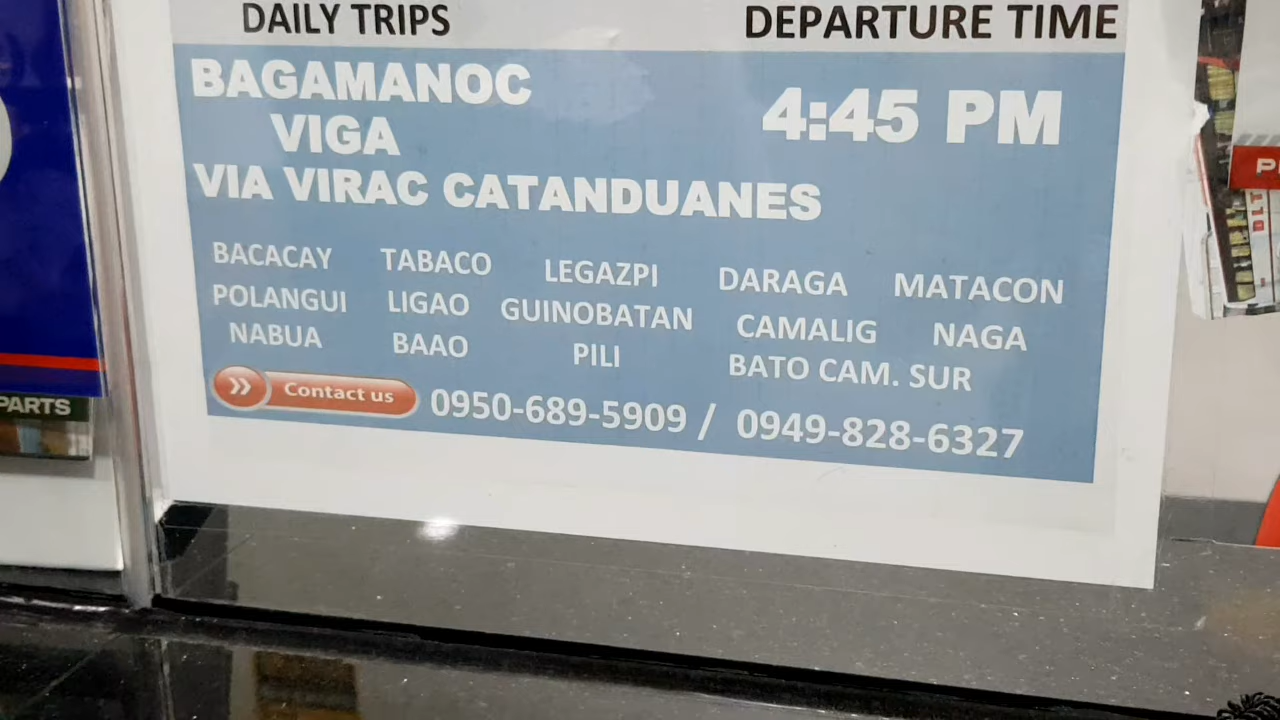 DAILY TRIPS DEPARTURE TIME
BAGAMANOC
VIGA
4:45 PM
VIA VIRAC CATANDUANES
BACACAY TABACO LEGAZPI DARAGA MATACON
POLANGUI LIGAO GUINOBATAN CAMALIG NAGA
NABUA BAAO PILI BATO CAM. SUR
Contact us 0950-689-5909 / 0949-828-6327
PARTS